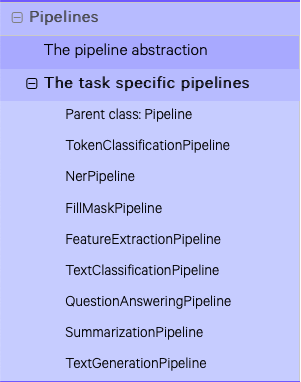 Pipelines
The pipeline abstraction
The task specific pipelines
Parent class: Pipeline
TokenClassificationPipeline
NerPipeline
FillMaskPipeline
FeatureExtractionPipeline
TextClassificationPipeline
QuestionAnsweringPipeline
SummarizationPipeline
TextGenerationPipeline